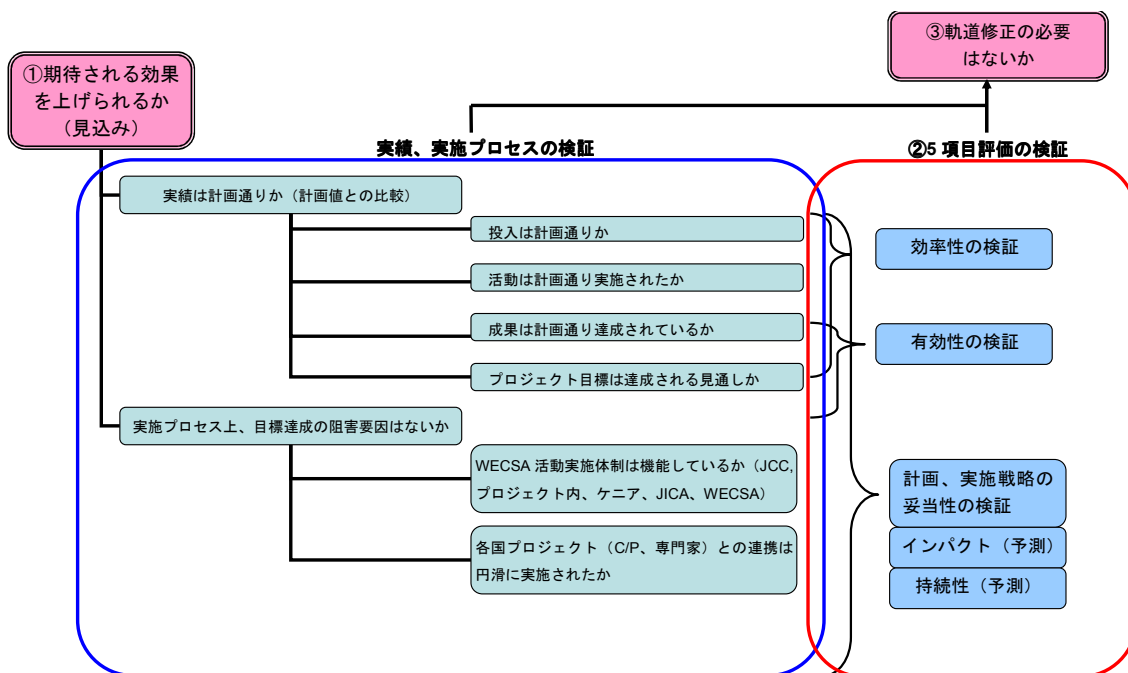 ③軌道修正の必要
はないか
①期待される効果
を上げられるか
（見込み）
実績、実施プロセスの検証
②5 項目評価の検証
実績は計画通りか（計画値との比較）
投入は計画通りか
効率性の検証
活動は計画通り実施されたか
成果は計画通り達成されているか
有効性の検証
プロジェクト目標は達成される見通しか
実施プロセス上、目標達成の阻害要因はないか
WECSA 活動実施体制は機能しているか（JCC,
プロジェクト内、ケニア、JICA、WECSA）
計画、実施戦略の
妥当性の検証
各国プロジェクト（C/P、専門家）との連携は
円滑に実施されたか
インパクト（予測）
持続性（予測）